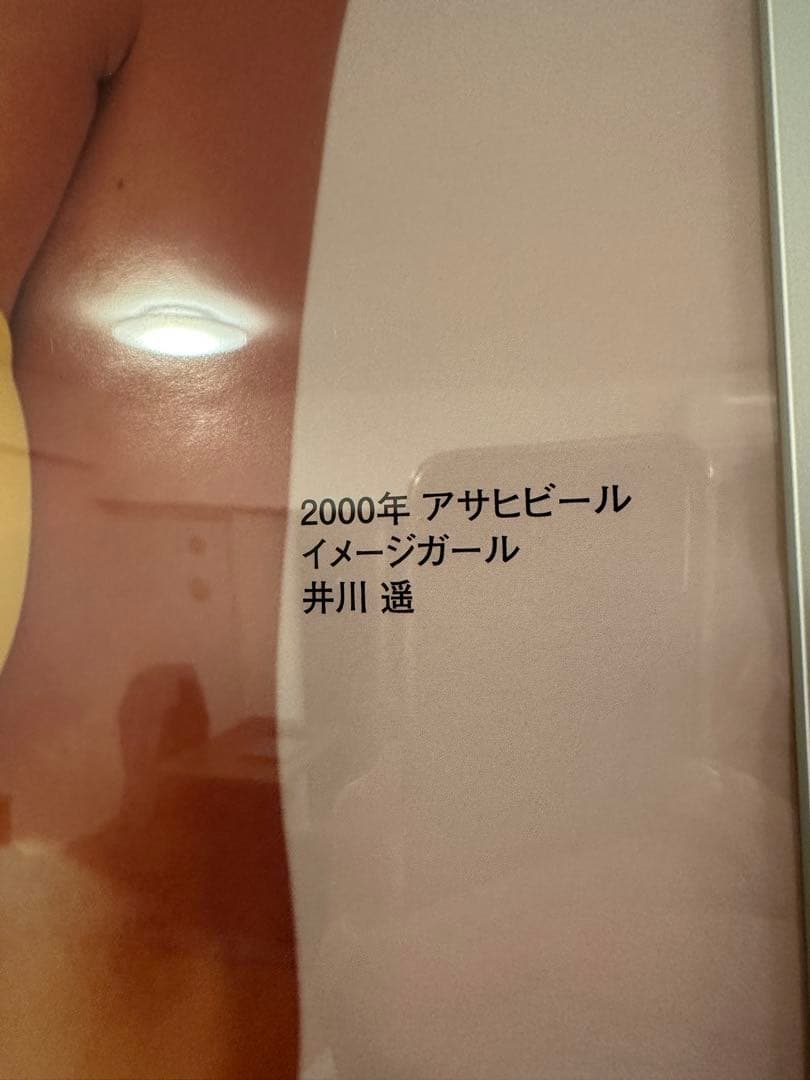 2000年 アサヒビール
イメージガール
井川 遥